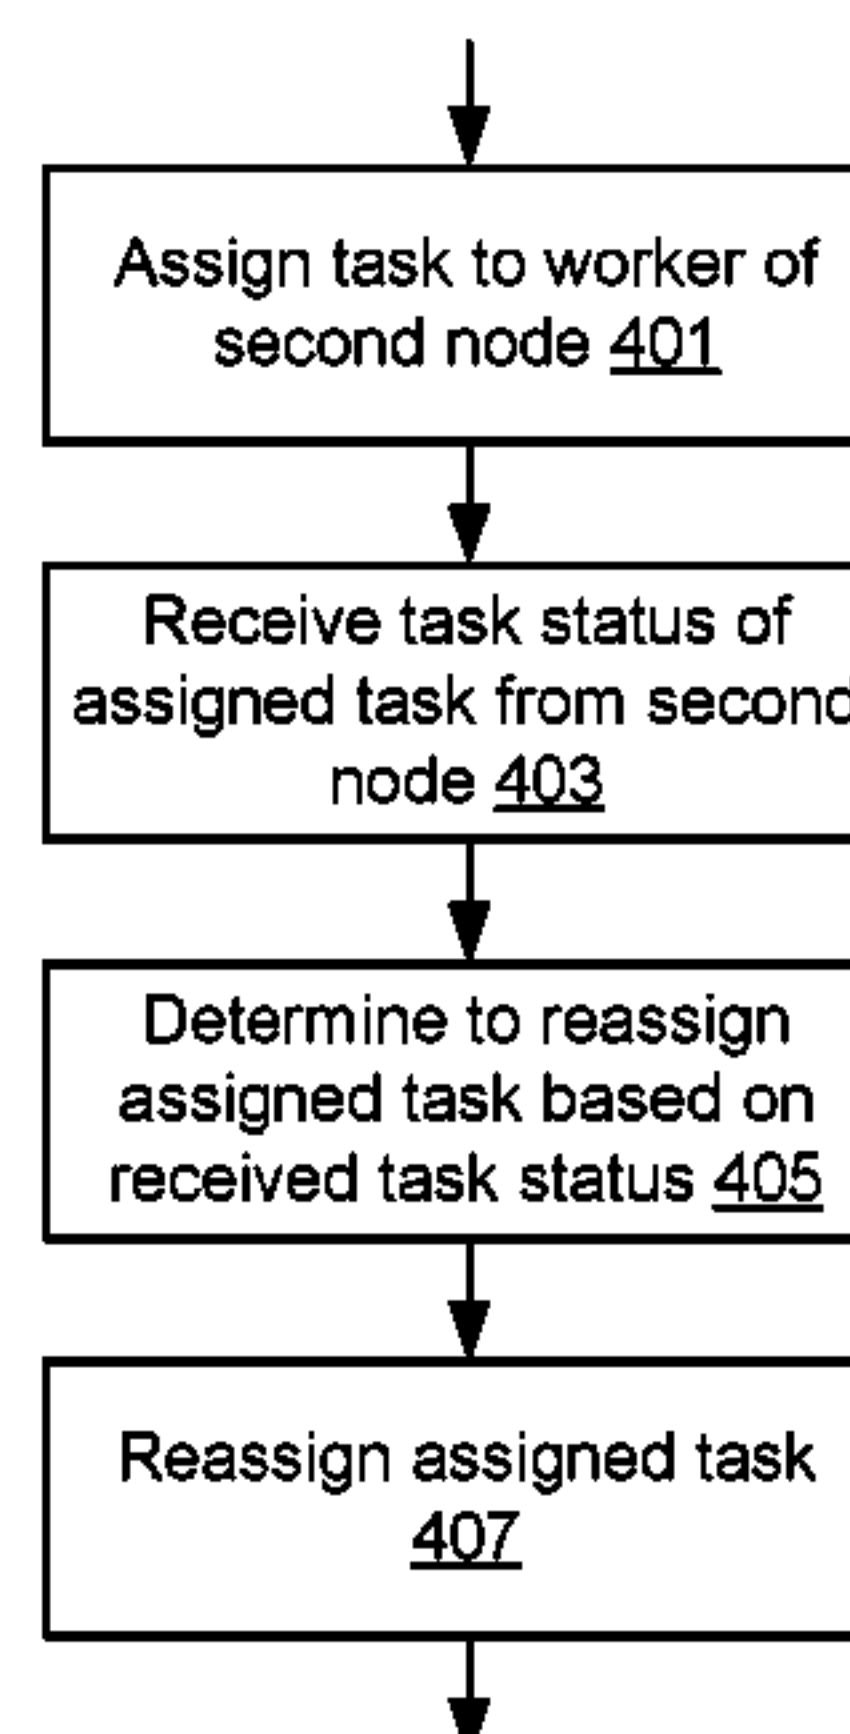 Assign task to worker of
second node 401
Receive task status of
assigned task from second
node 403
Determine to reassign
assigned task based on
received task status 405
Reassign assigned task
407